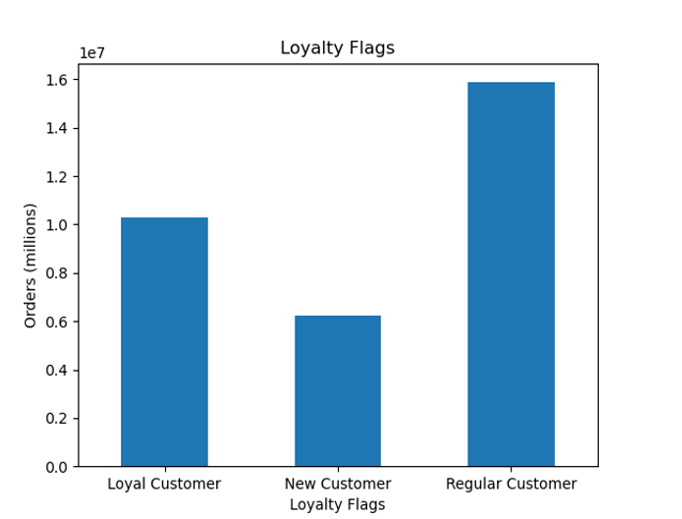 Loyalty Flags
1e7
1.6
1.4
1.2
1.0
0.8
0.6
0.4
0.2
0.0
Orders (millions)
Loyal Customer New Customer Regular Customer
Loyalty Flags